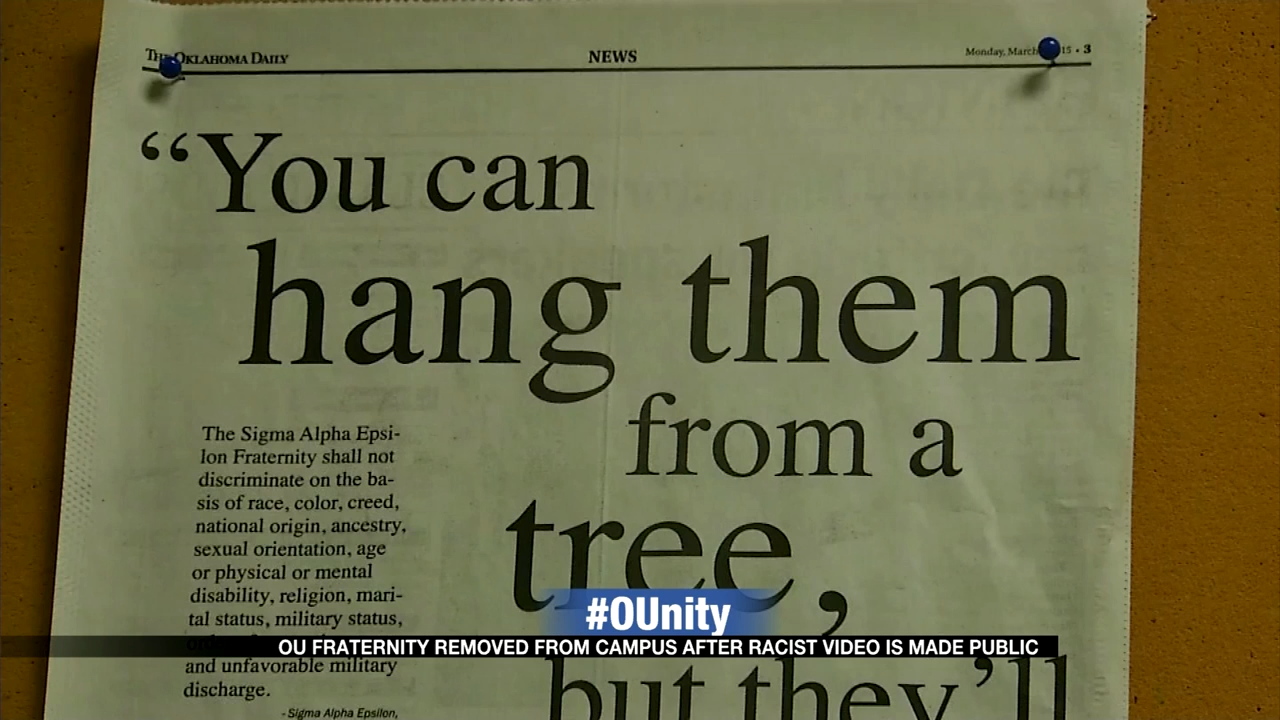 THE OKLAHOMA DAILY
NEWS
Monday, March 15 • 3
“You can
hang them
from a
tree,
but they’ll
The Sigma Alpha Epsi-
lon Fraternity shall not
discriminate on the ba-
sis of race, color, creed,
national origin, ancestry,
sexual orientation, age
or physical or mental
disability, religion, mari-
tal status, military status,
and unfavorable military
discharge.
- Sigma Alpha Epsilon,
#OUnity
OU FRATERNITY REMOVED FROM CAMPUS AFTER RACIST VIDEO IS MADE PUBLIC